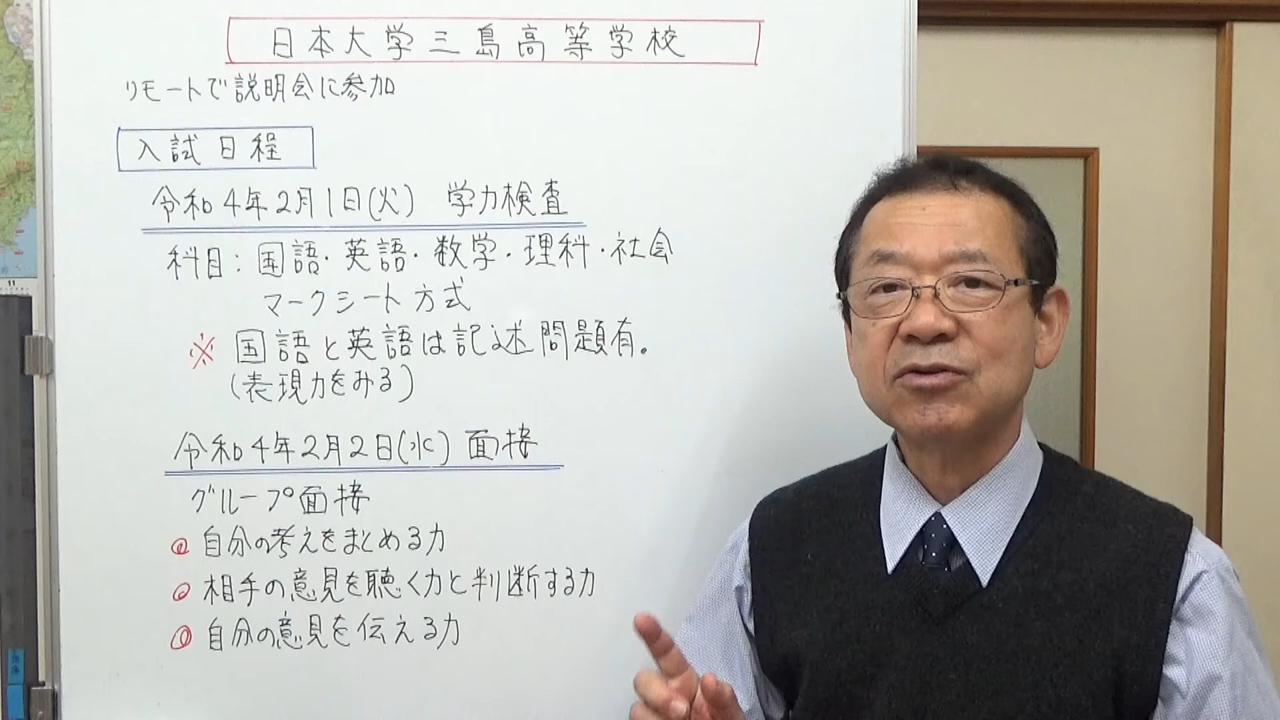 日本大学三島高等学校
リモートで説明会に参加
入試日程
令和4年2月1日(火) 学力検査
科目:国語・英語・数学・理科・社会
マークシート方式
※ 国語と英語は記述問題有。
(表現力をみる)
令和4年2月2日(水) 面接
グループ面接
◎ 自分の考えをまとめる力
◎ 相手の意見を聴く力と判断する力
◎ 自分の意見を伝える力